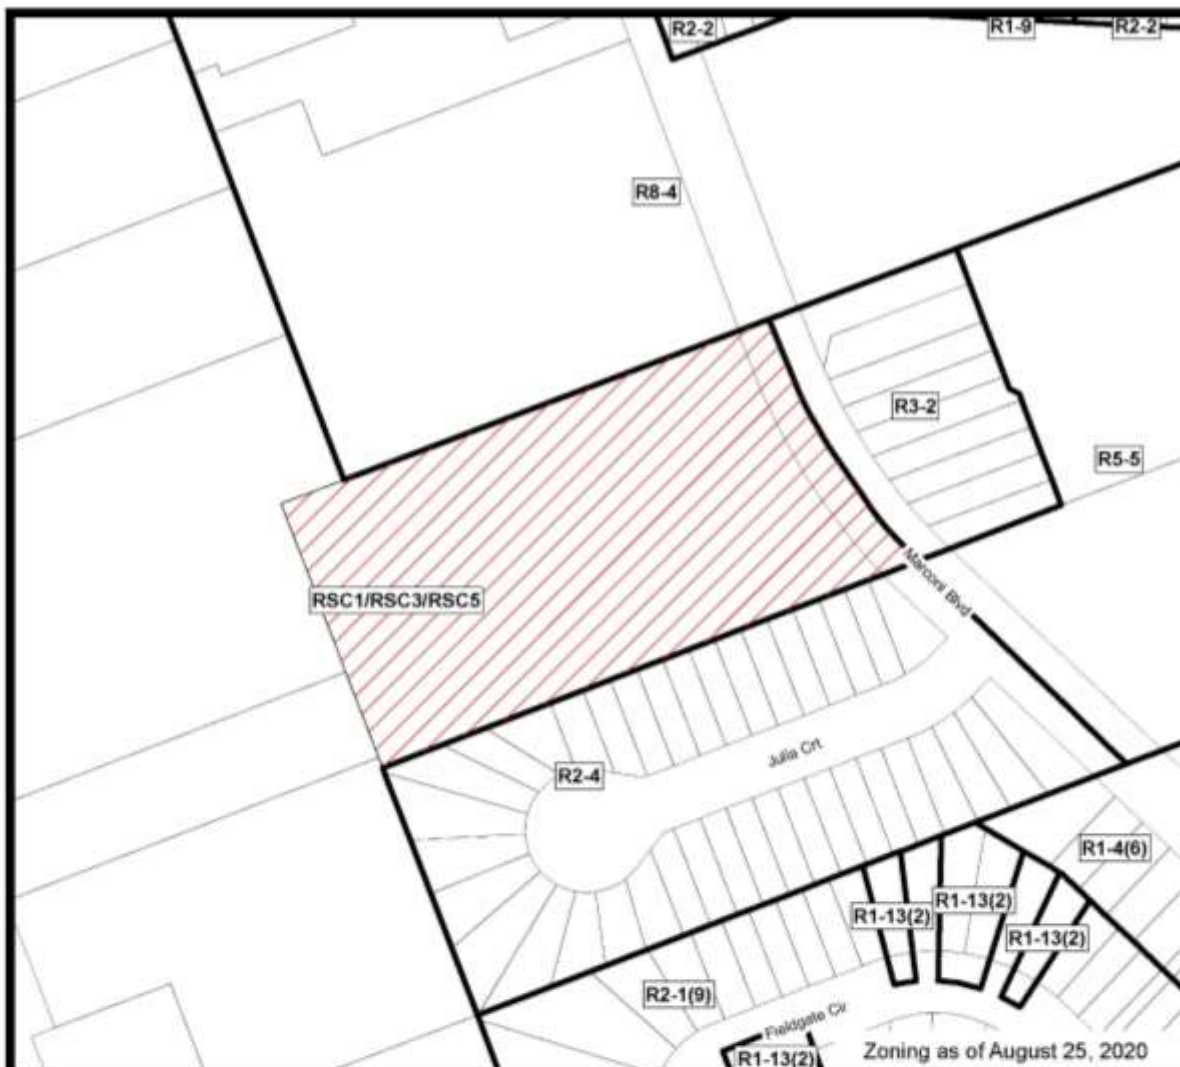 R2-2
R1-9
R2-2
R8-4
R3-2
R5-5
Marconi Blvd
RSC1/RSC3/RSC5
Julia Crt
R2-4
R1-4(6)
R1-13(2)
R1-13(2)
R1-13(2)
R2-1(9)
Fieldgate Cir
R1-13(2)
Zoning as of August 25, 2020